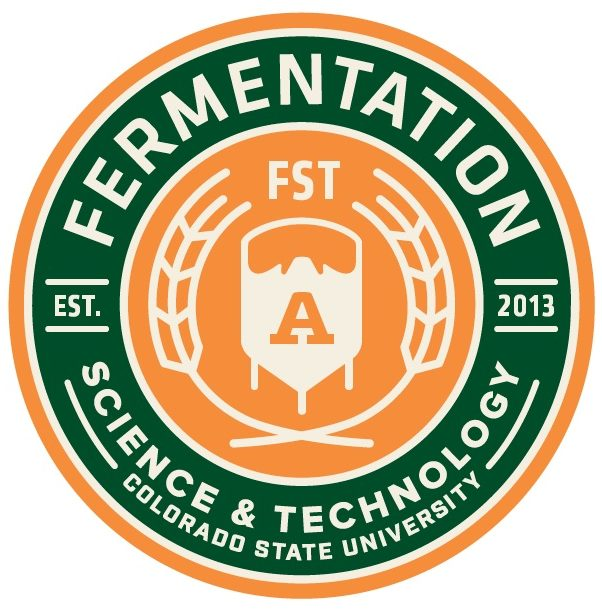 FERMENTATION
FST
A
EST.
2013
SCIENCE & TECHNOLOGY
COLORADO STATE UNIVERSITY